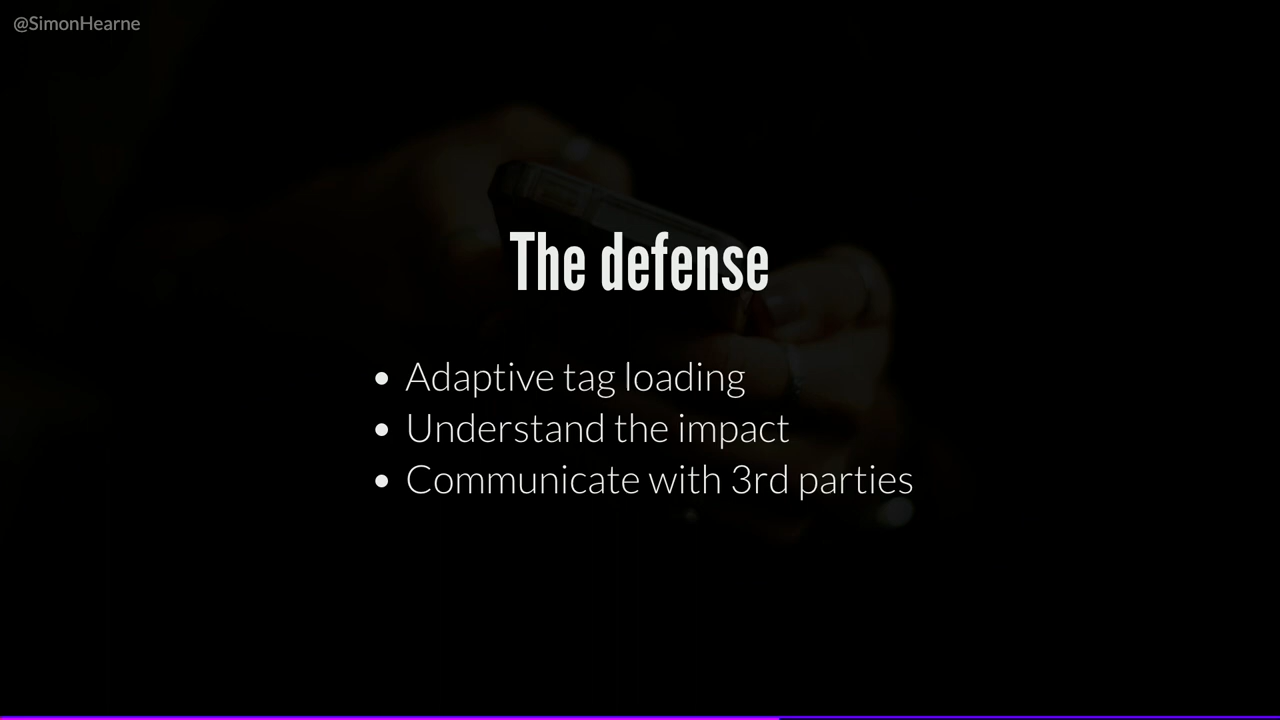 @SimonHearne
The defense
• Adaptive tag loading
• Understand the impact
• Communicate with 3rd parties